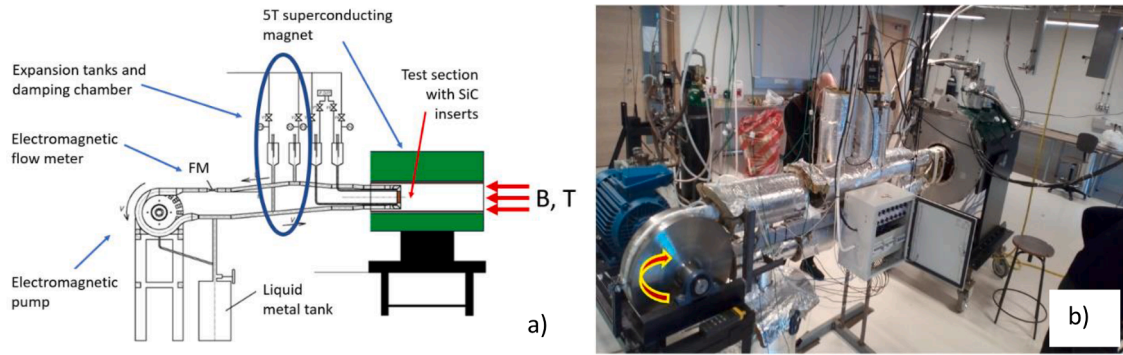 5T superconducting
magnet
Expansion tanks and
damping chamber
Test section
with SiC
inserts
Electromagnetic
flow meter
FM
B, T
Electromagnetic
pump
Liquid
metal tank
a)
b)